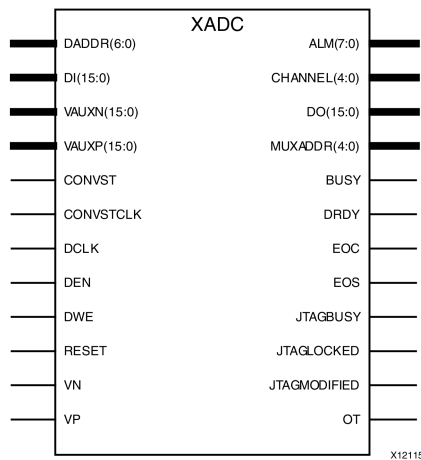 XADC
DADDR(6:0) ALM(7:0)
DI(15:0) CHANNEL(4:0)
VAUXN(15:0) DO(15:0)
VAUXP(15:0) MUXADDR(4:0)
CONVST BUSY
CONVSTCLK DRDY
DCLK EOC
DEN EOS
DWE JTAGBUSY
RESET JTAGLOCKED
VN JTAGMODIFIED
VP OT
X12115